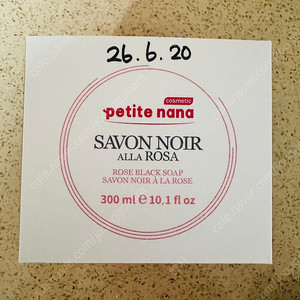 26.6.20
cosmetic
petite nana
SAVON NOIR
ALLA ROSA
ROSE BLACK SOAP
SAVON NOIR À LA ROSE
300 ml e 10,1 fl oz